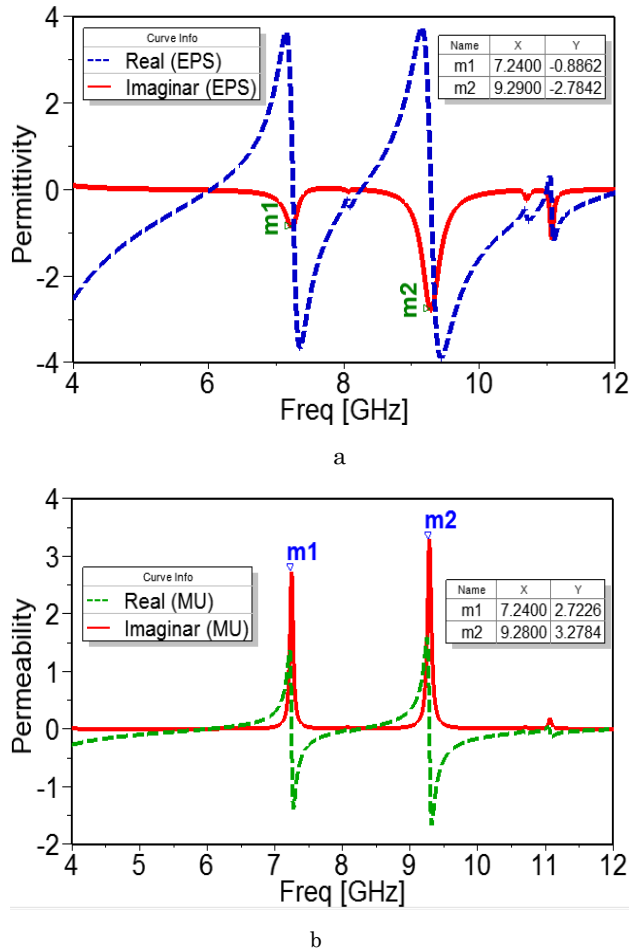 4
2
0
-2
-4
Permittivity
Curve Info
Real (EPS)
Imaginar (EPS)
Name X Y
m1 7.2400 -0.8862
m2 9.2900 -2.7842
m1
m2
4 6 8 10 12
Freq [GHz]
a
4
3
2
1
0
-1
-2
Permeability
m1
m2
Curve Info
Real (MU)
Imaginar (MU)
Name X Y
m1 7.2400 2.7226
m2 9.2800 3.2784
4 5 6 7 8 9 10 11 12
Freq [GHz]
b